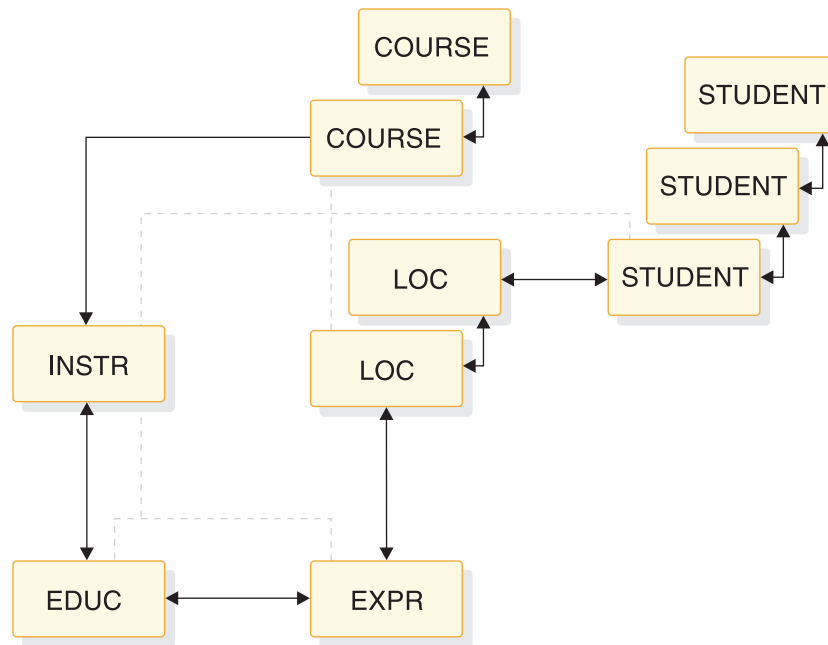 COURSE
COURSE
STUDENT
STUDENT
STUDENT
LOC
LOC
INSTR
EDUC
EXPR